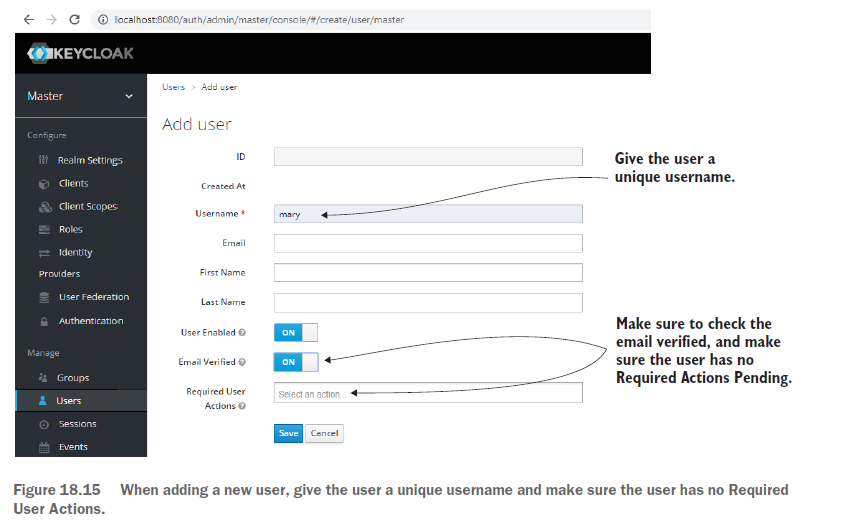 localhost:8080/auth/admin/master/console/#/create/user/master
KEYCLOAK
Master
Configure
Realm Settings
Clients
Client Scopes
Roles
Identity
Providers
User Federation
Authentication
Manage
Groups
Users
Sessions
Events
Users > Add user
Add user
ID
Created At
Username *
mary
Email
First Name
Last Name
User Enabled
ON
Email Verified
ON
Required User
Actions
Select an action...
Save Cancel
Give the user a
unique username.
Make sure to check the
email verified, and make
sure the user has no
Required Actions Pending.
Figure 18.15 When adding a new user, give the user a unique username and make sure the user has no Required
User Actions.